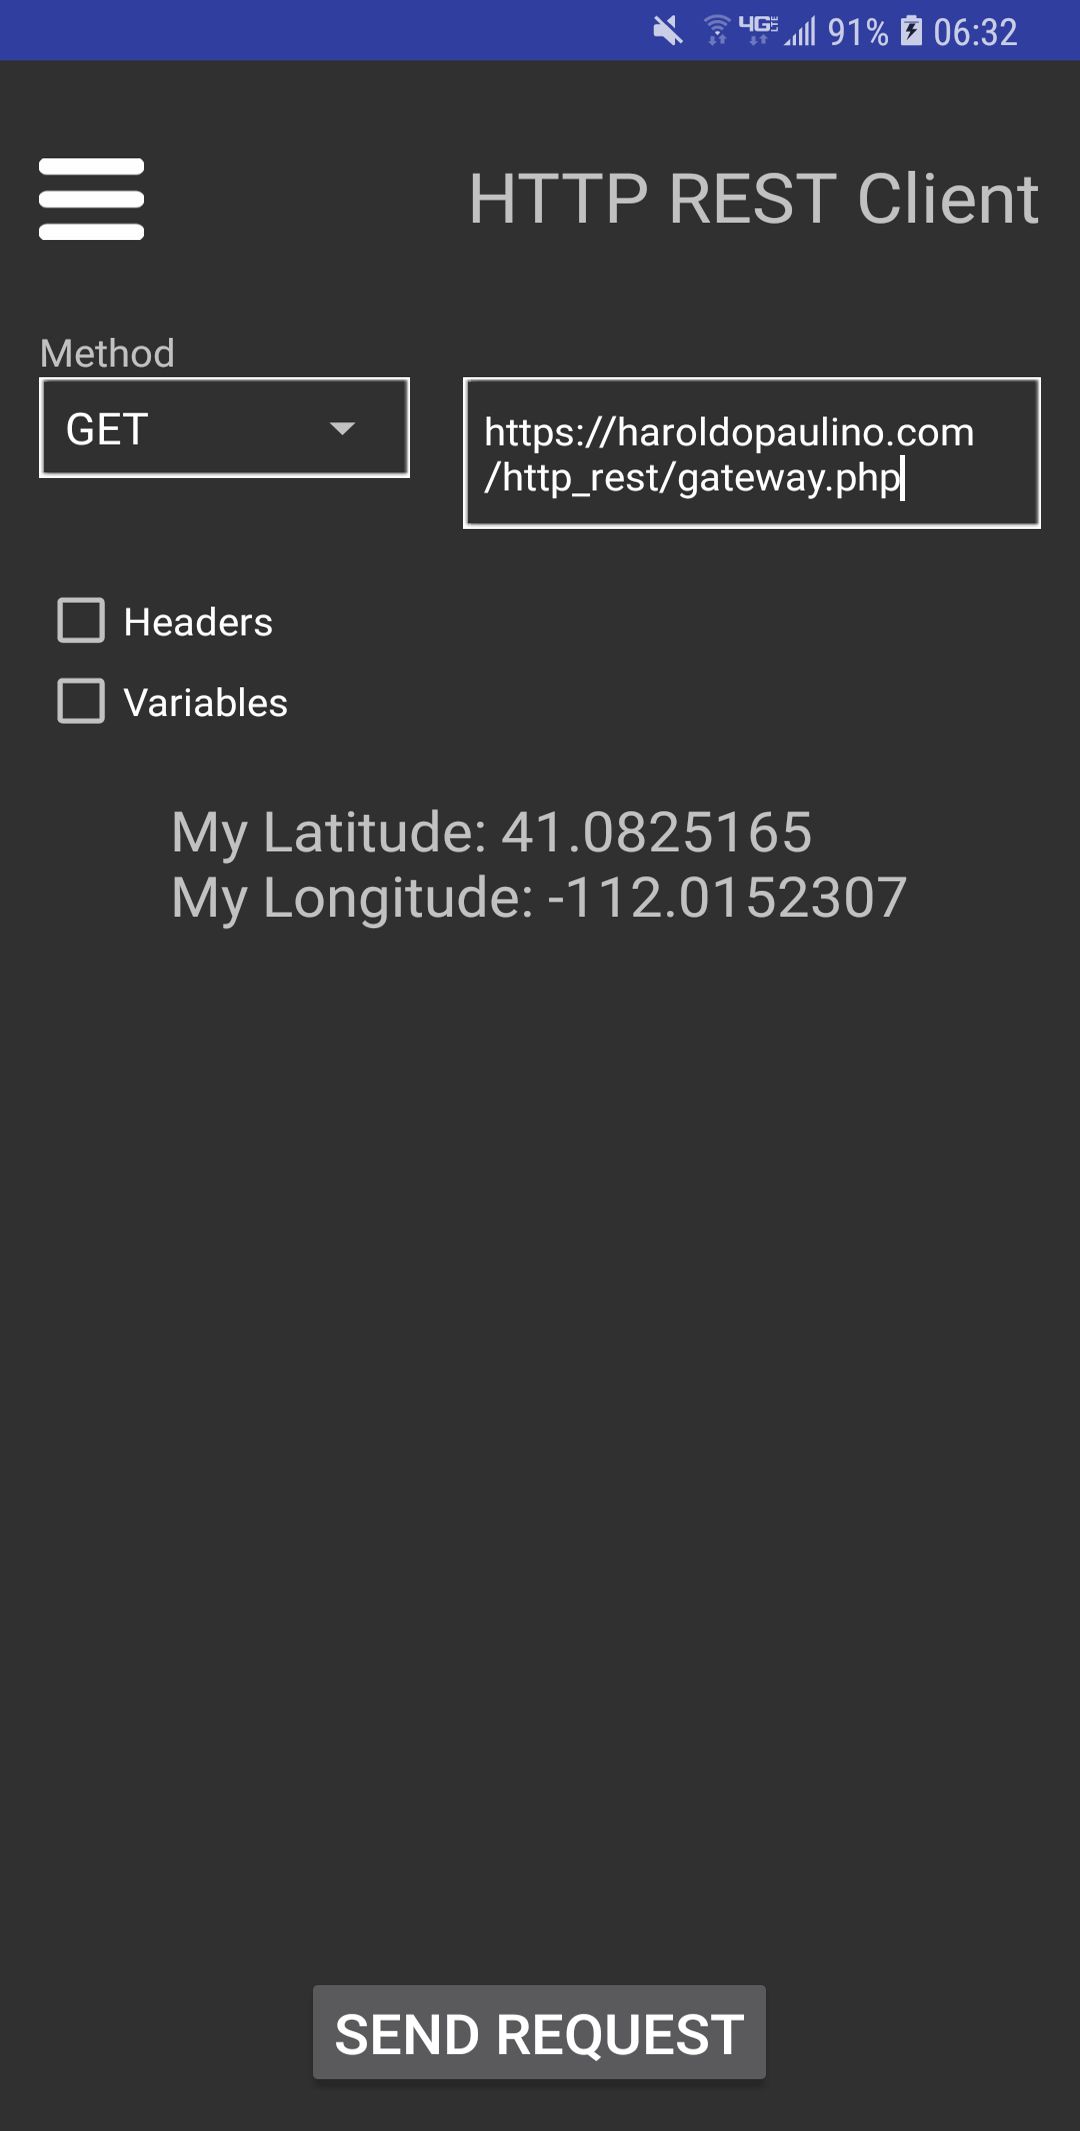 4G LTE 91% 06:32
HTTP REST Client
Method
GET
https://haroldopaulino.com
/http_rest/gateway.php
Headers
Variables
My Latitude: 41.0825165
My Longitude: -112.0152307
SEND REQUEST